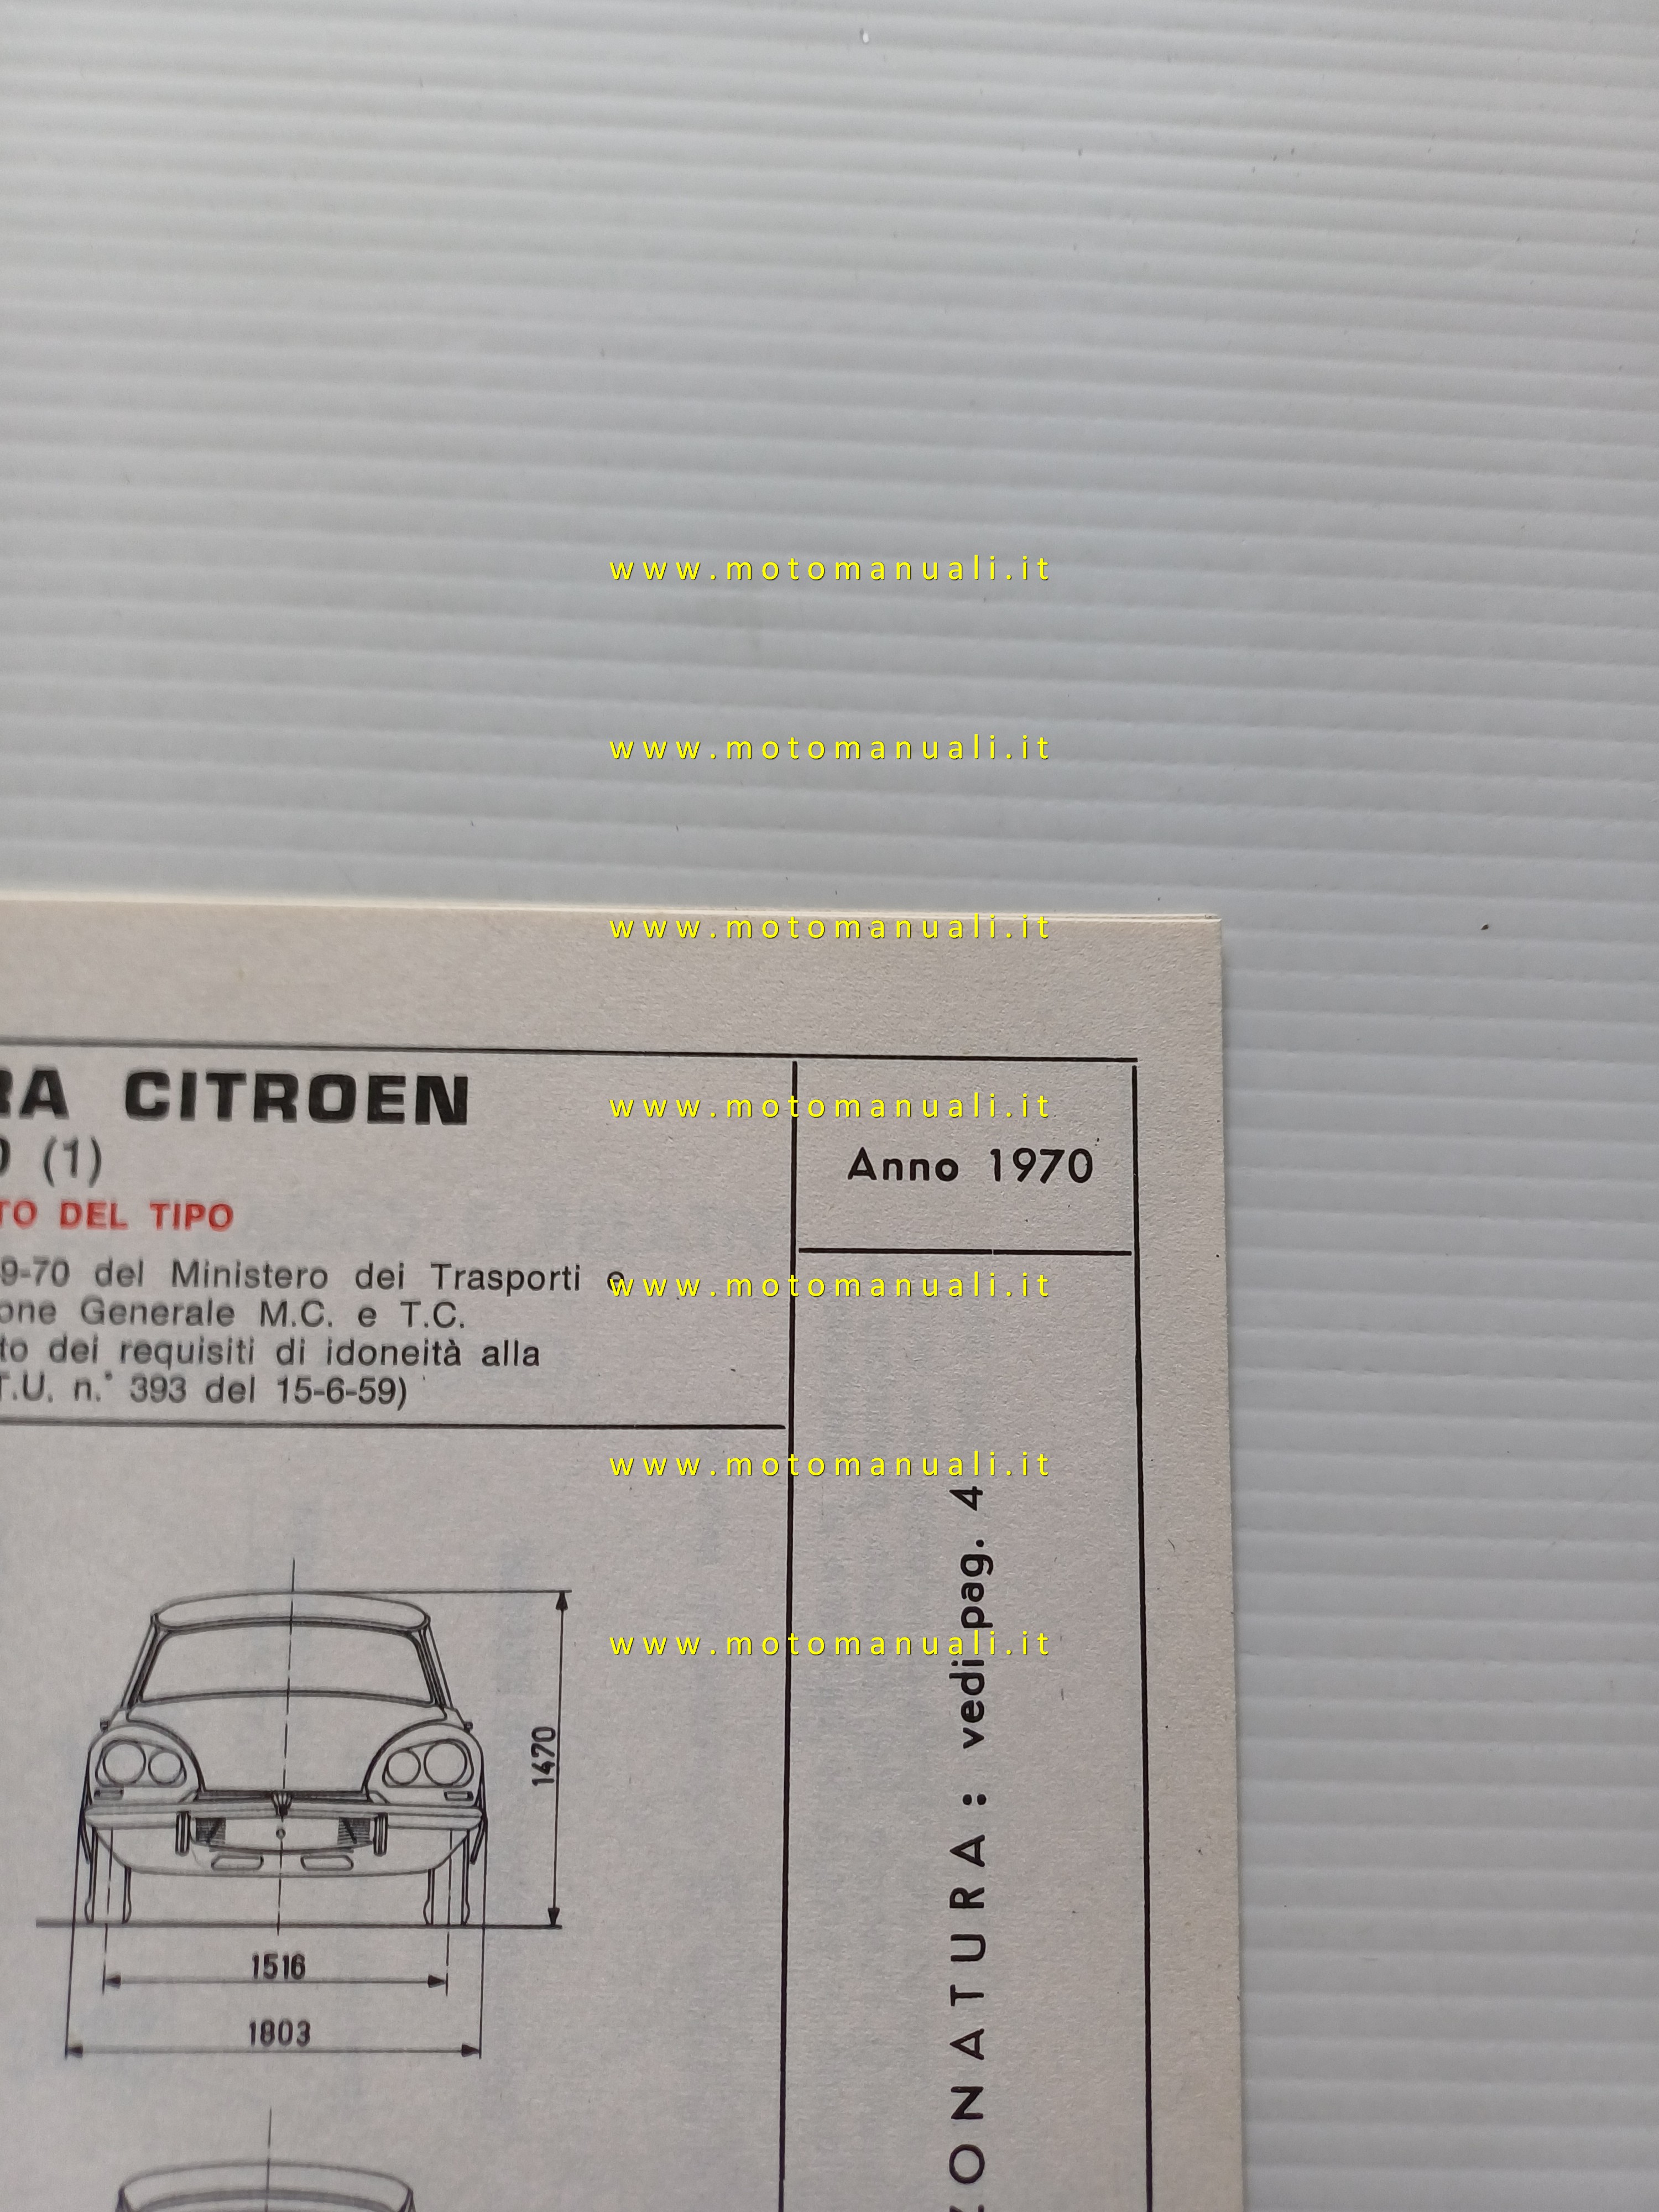 www.motomanuali.it
www.motomanuali.it
www.motomanuali.it
RA CITROEN
www.motomanuali.it
(1)
Anno 1970
TO DEL TIPO
9-70 del Ministero dei Trasporti e
www.motomanuali.it
one Generale M.C. e T.C.
to dei requisiti di idoneità alla
T.U. n.° 393 del 15-6-59)
www.motomanuali.it
www.motomanuali.it
ZONATURA: vedi pag. 4
1470
1516
1803